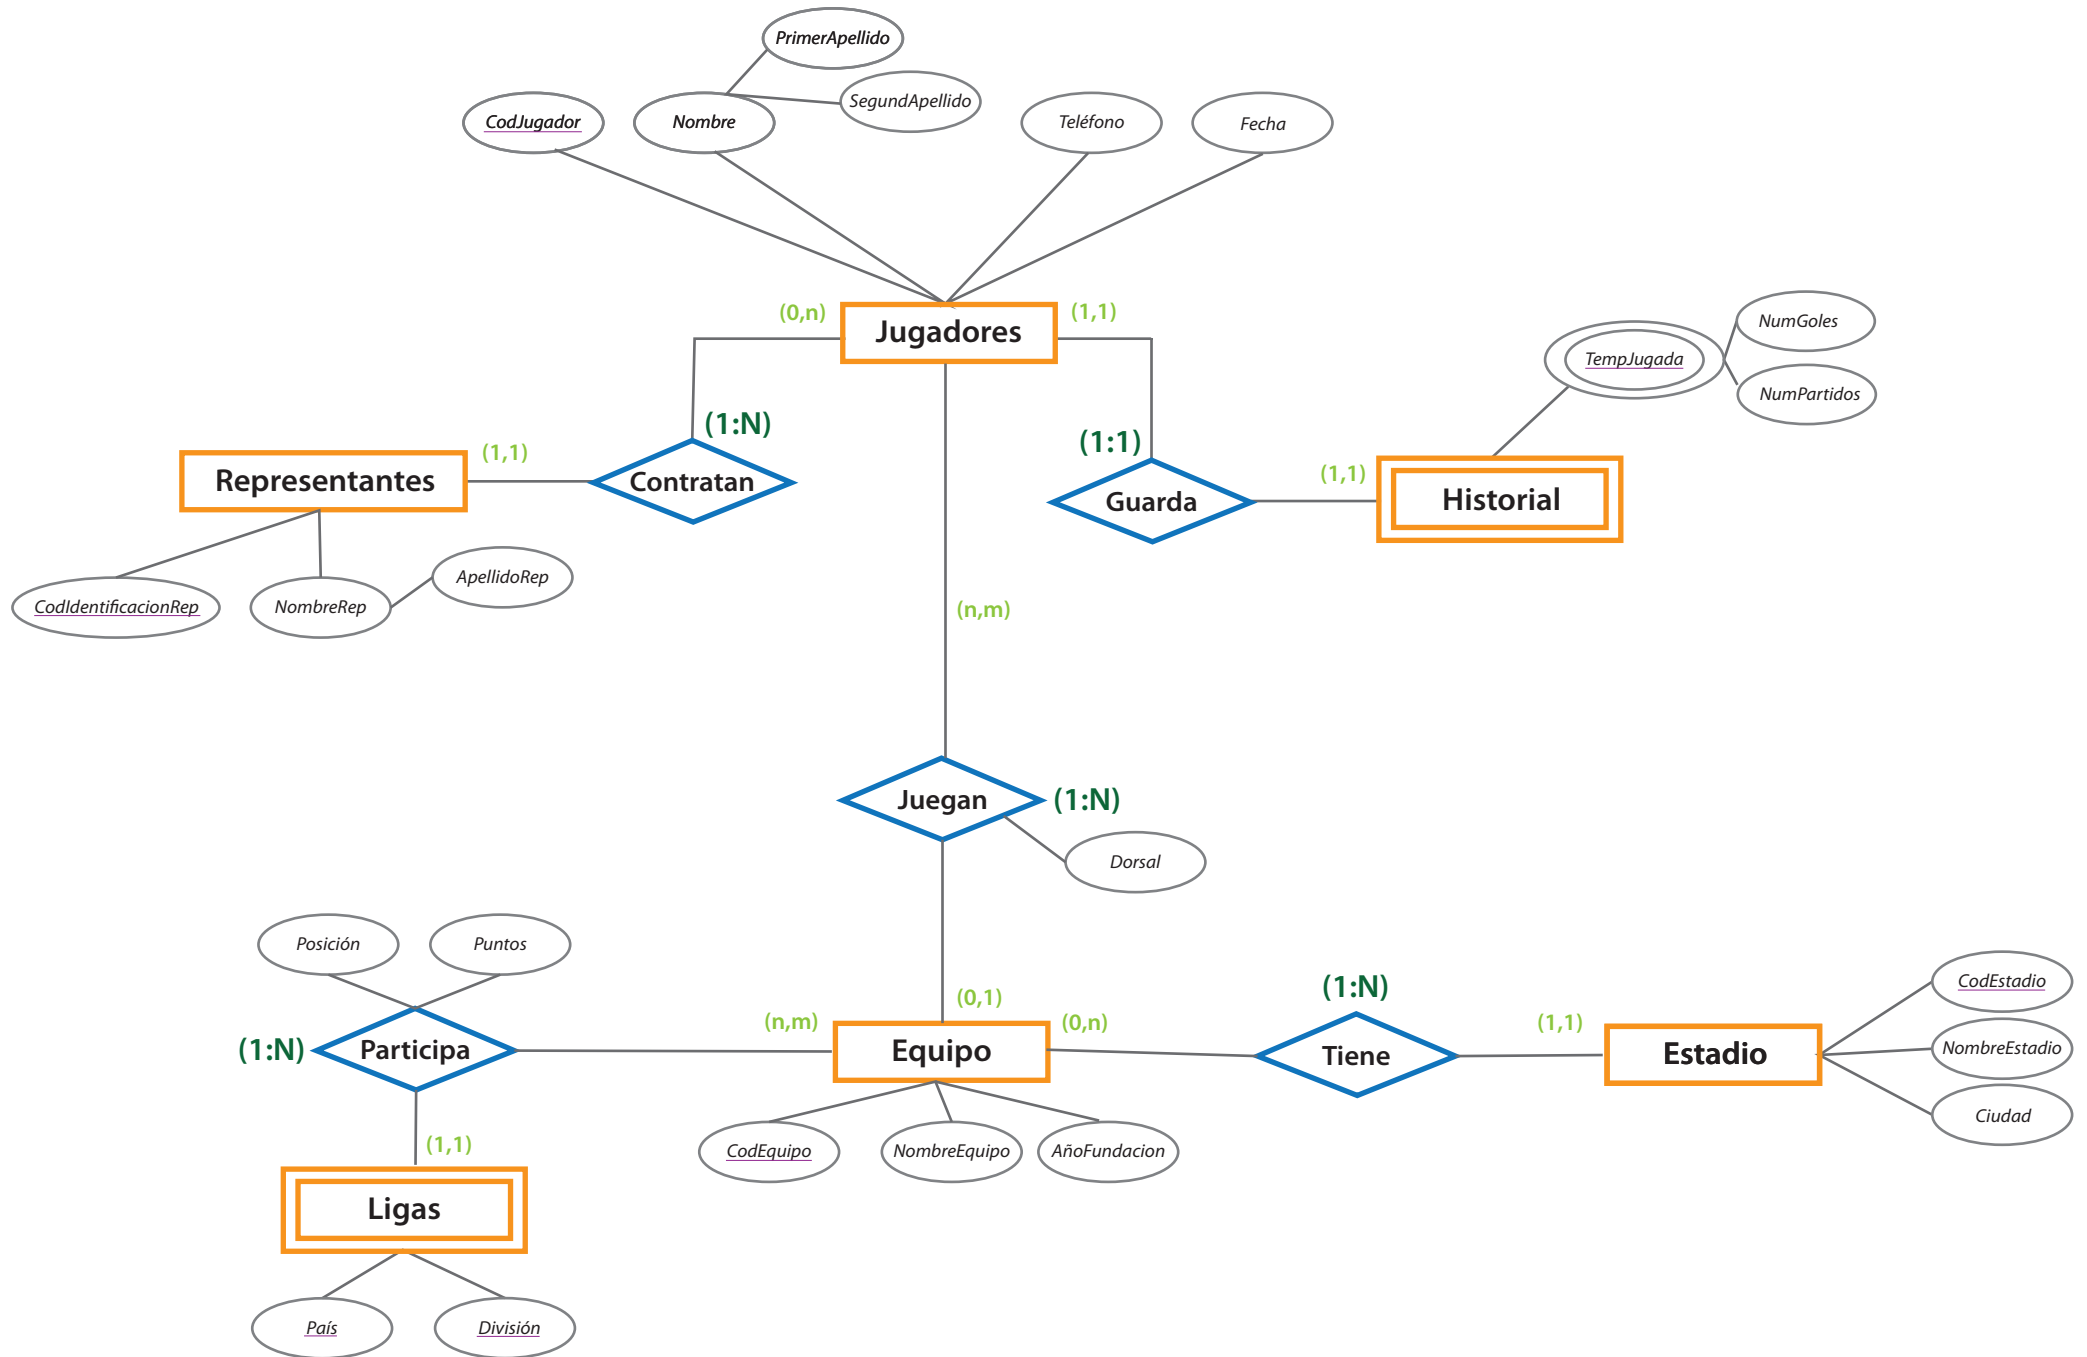 PrimerApellido
SegundApellido
CodJugador
Nombre
Teléfono
Fecha
(0,n)
Jugadores
(1,1)
NumGoles
TempJugada
NumPartidos
(1:N)
(1:1)
(1,1)
Representantes
Contratan
(1,1)
Guarda
Historial
ApellidoRep
CodIdentificacionRep
NombreRep
(n,m)
Juegan
(1:N)
Dorsal
Posición
Puntos
(1:N)
Participa
(n,m)
(0,1)
(0,n)
Equipo
(1:N)
Tiene
(1,1)
Estadio
CodEstadio
NombreEstadio
Ciudad
(1,1)
CodEquipo
NombreEquipo
AñoFundacion
Ligas
País
División